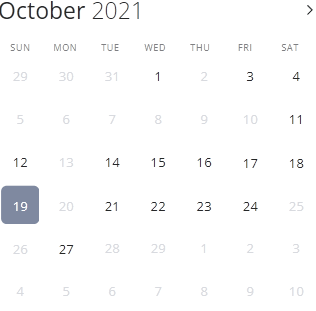 October 2021
SUN MON TUE WED THU FRI SAT
29 30 31 1 2 3 4
5 6 7 8 9 10 11
12 13 14 15 16 17 18
19 20 21 22 23 24 25
26 27 28 29 1 2 3
4 5 6 7 8 9 10